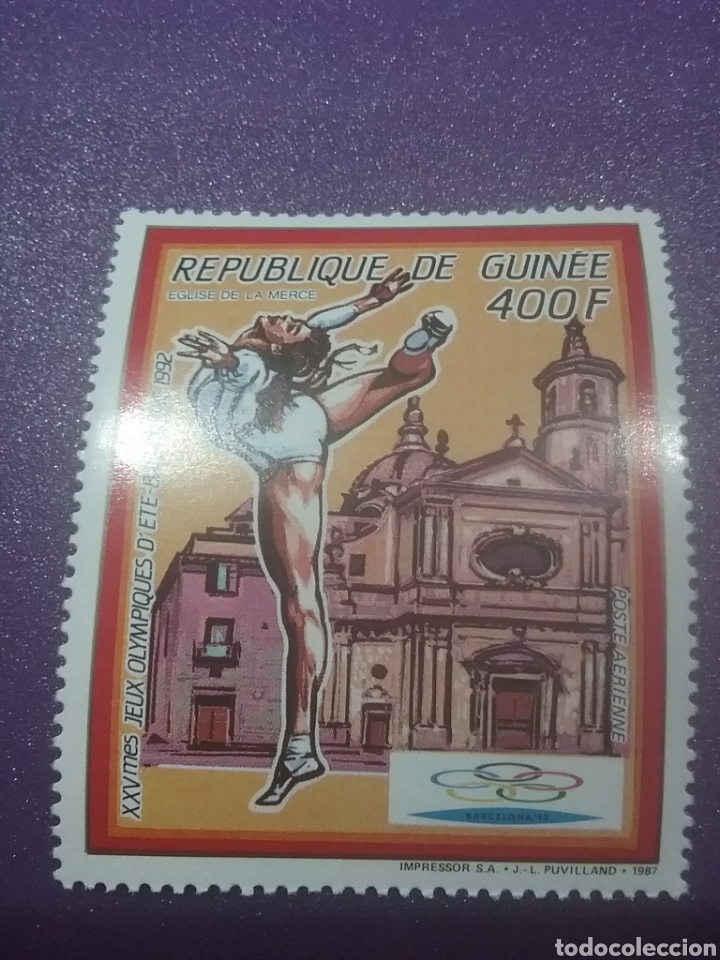 REPUBLIQUE DE GUINÉE
EGLISE DE LA MERCE
400F
XXVmes JEUX OLYMPIQUES D'ETE-B 1992
POSTE AERIENNE
BARCELONA'92
IMPRESSOR S.A. • J.-L. PUVILLAND • 1987
todocoleccion